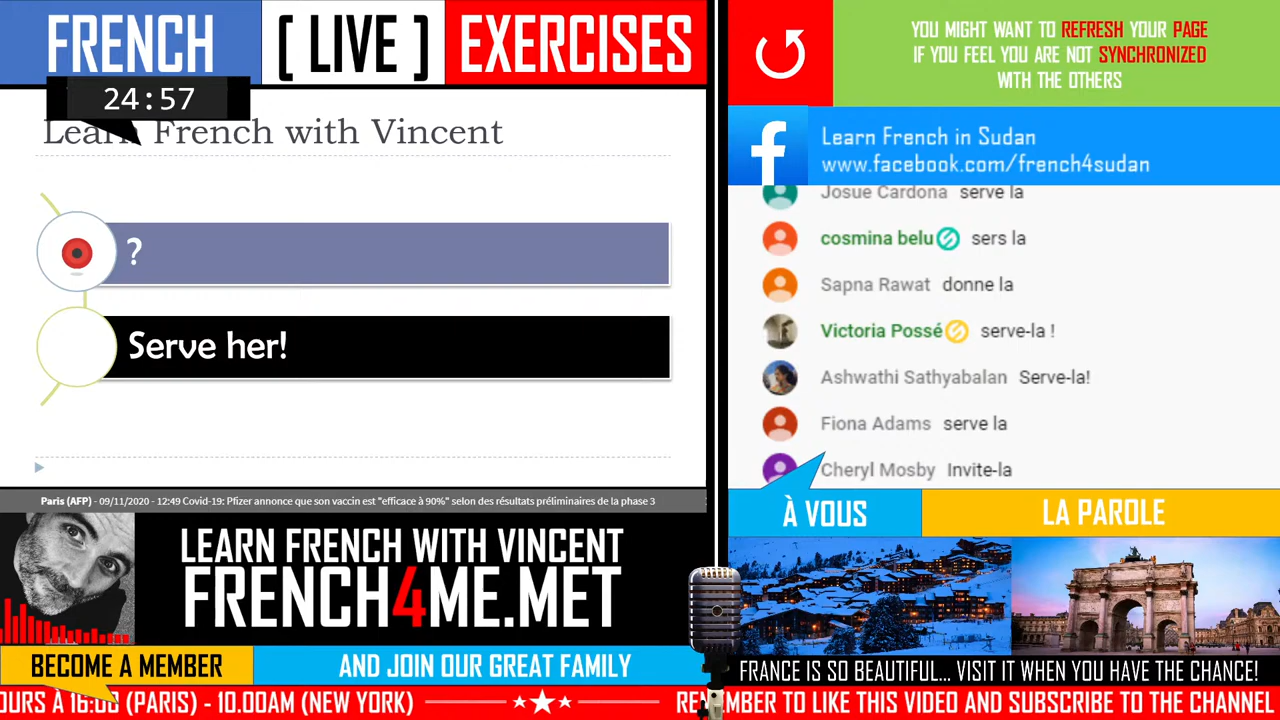 FRENCH [ LIVE ] EXERCISES
24:57
Learn French with Vincent
?
Serve her!
Paris (AFP) - 09/11/2020 - 12:49 Covid-19: Pfizer annonce que son vaccin est "efficace à 90%" selon des résultats préliminaires de la phase 3
LEARN FRENCH WITH VINCENT
FRENCH4ME.MET
BECOME A MEMBER
AND JOIN OUR GREAT FAMILY
YOU MIGHT WANT TO REFRESH YOUR PAGE
IF YOU FEEL YOU ARE NOT SYNCHRONIZED
WITH THE OTHERS
f
Learn French in Sudan
www.facebook.com/french4sudan
Josue Cardona serve la
cosmina belu sers la
Sapna Rawat donne la
Victoria Possé serve-la !
Ashwathi Sathyabalan Serve-la!
Fiona Adams serve la
Cheryl Mosby Invite-la
À VOUS
LA PAROLE
FRANCE IS SO BEAUTIFUL... VISIT IT WHEN YOU HAVE THE CHANCE!
OURS À 16:00 (PARIS) - 10.00AM (NEW YORK)
REMEMBER TO LIKE THIS VIDEO AND SUBSCRIBE TO THE CHANNEL